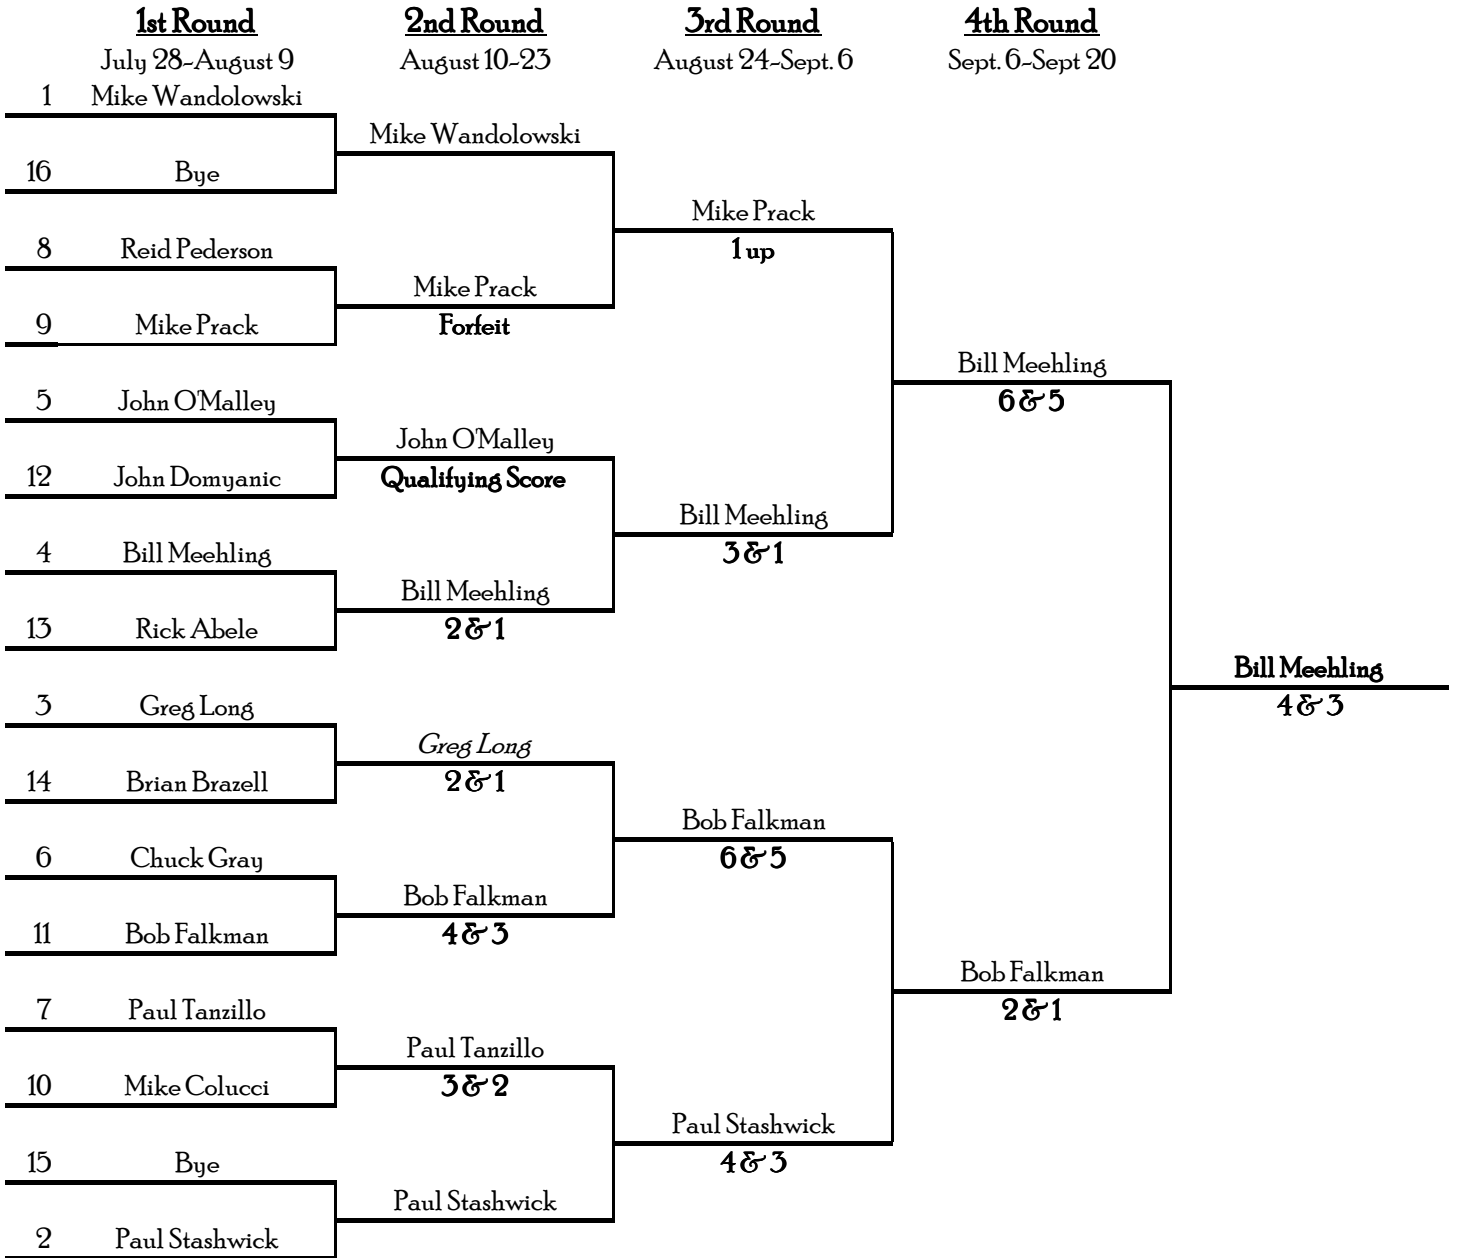 1st Round 2nd Round 3rd Round 4th Round
July 28-August 9 August 10-23 August 24-Sept. 6 Sept. 6-Sept 20
1 Mike Wandolowski
Mike Wandolowski
16 Bye
Mike Prack
8 Reid Pederson
1 up
Mike Prack
9 Mike Prack
Forfeit
Bill Meehling
5 John O'Malley
6 & 5
John O'Malley
12 John Domyanic
Qualifying Score
Bill Meehling
4 Bill Meehling
3 & 1
Bill Meehling
13 Rick Abele
2 & 1
Bill Meehling
3 Greg Long
4 & 3
Greg Long
14 Brian Brazell
2 & 1
Bob Falkman
6 Chuck Gray
6 & 5
Bob Falkman
11 Bob Falkman
4 & 3
Bob Falkman
7 Paul Tanzillo
2 & 1
Paul Tanzillo
10 Mike Colucci
3 & 2
Paul Stashwick
15 Bye
4 & 3
Paul Stashwick
2 Paul Stashwick